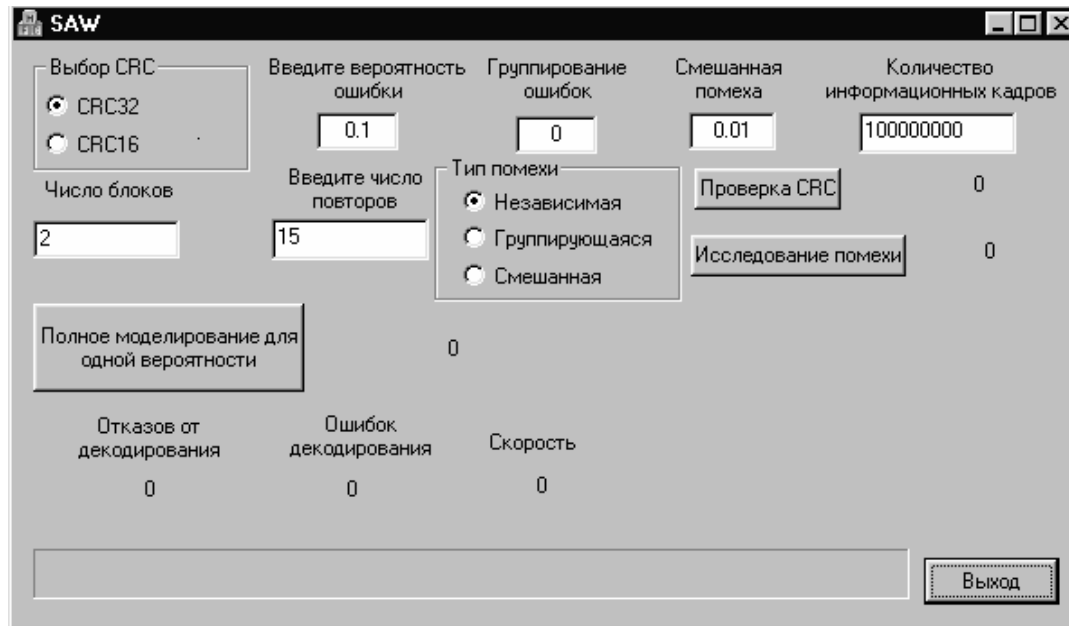 SAW
Выбор CRC
CRC32
CRC16
Введите вероятность
ошибки
0.1
Группирование
ошибок
0
Смешанная
помеха
0.01
Количество
информационных кадров
100000000
Число блоков
2
Введите число
повторов
15
Тип помехи
Независимая
Группирующаяся
Смешанная
Проверка CRC
0
Исследование помехи
0
Полное моделирование для
одной вероятности
0
Отказов от
декодирования
0
Ошибок
декодирования
0
Скорость
0
Выход